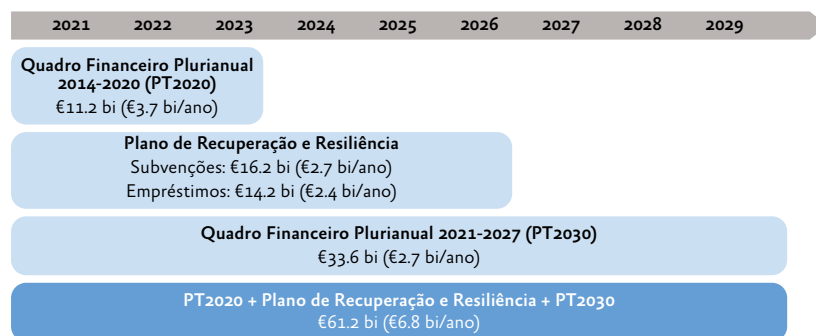 2021 2022 2023 2024 2025 2026 2027 2028 2029
Quadro Financeiro Plurianual
2014-2020 (PT2020)
€11.2 bi (€3.7 bi/ano)
Plano de Recuperação e Resiliência
Subvenções: €16.2 bi (€2.7 bi/ano)
Empréstimos: €14.2 bi (€2.4 bi/ano)
Quadro Financeiro Plurianual 2021-2027 (PT2030)
€33.6 bi (€2.7 bi/ano)
PT2020 + Plano de Recuperação e Resiliência + PT2030
€61.2 bi (€6.8 bi/ano)